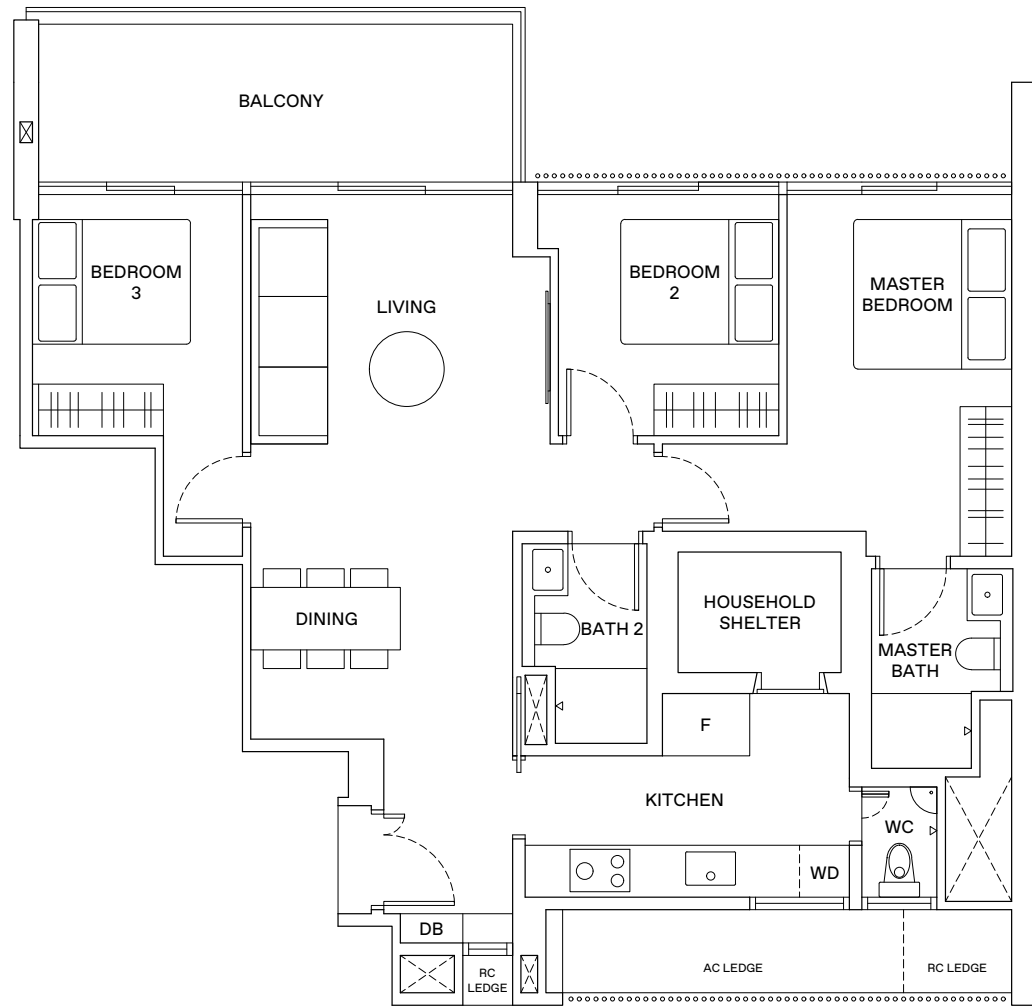 BALCONY
BEDROOM
3
LIVING
BEDROOM
2
MASTER
BEDROOM
DINING
BATH 2
HOUSEHOLD
SHELTER
MASTER
BATH
F
KITCHEN
WC
WD
DB
RC
LEDGE
AC LEDGE
RC LEDGE